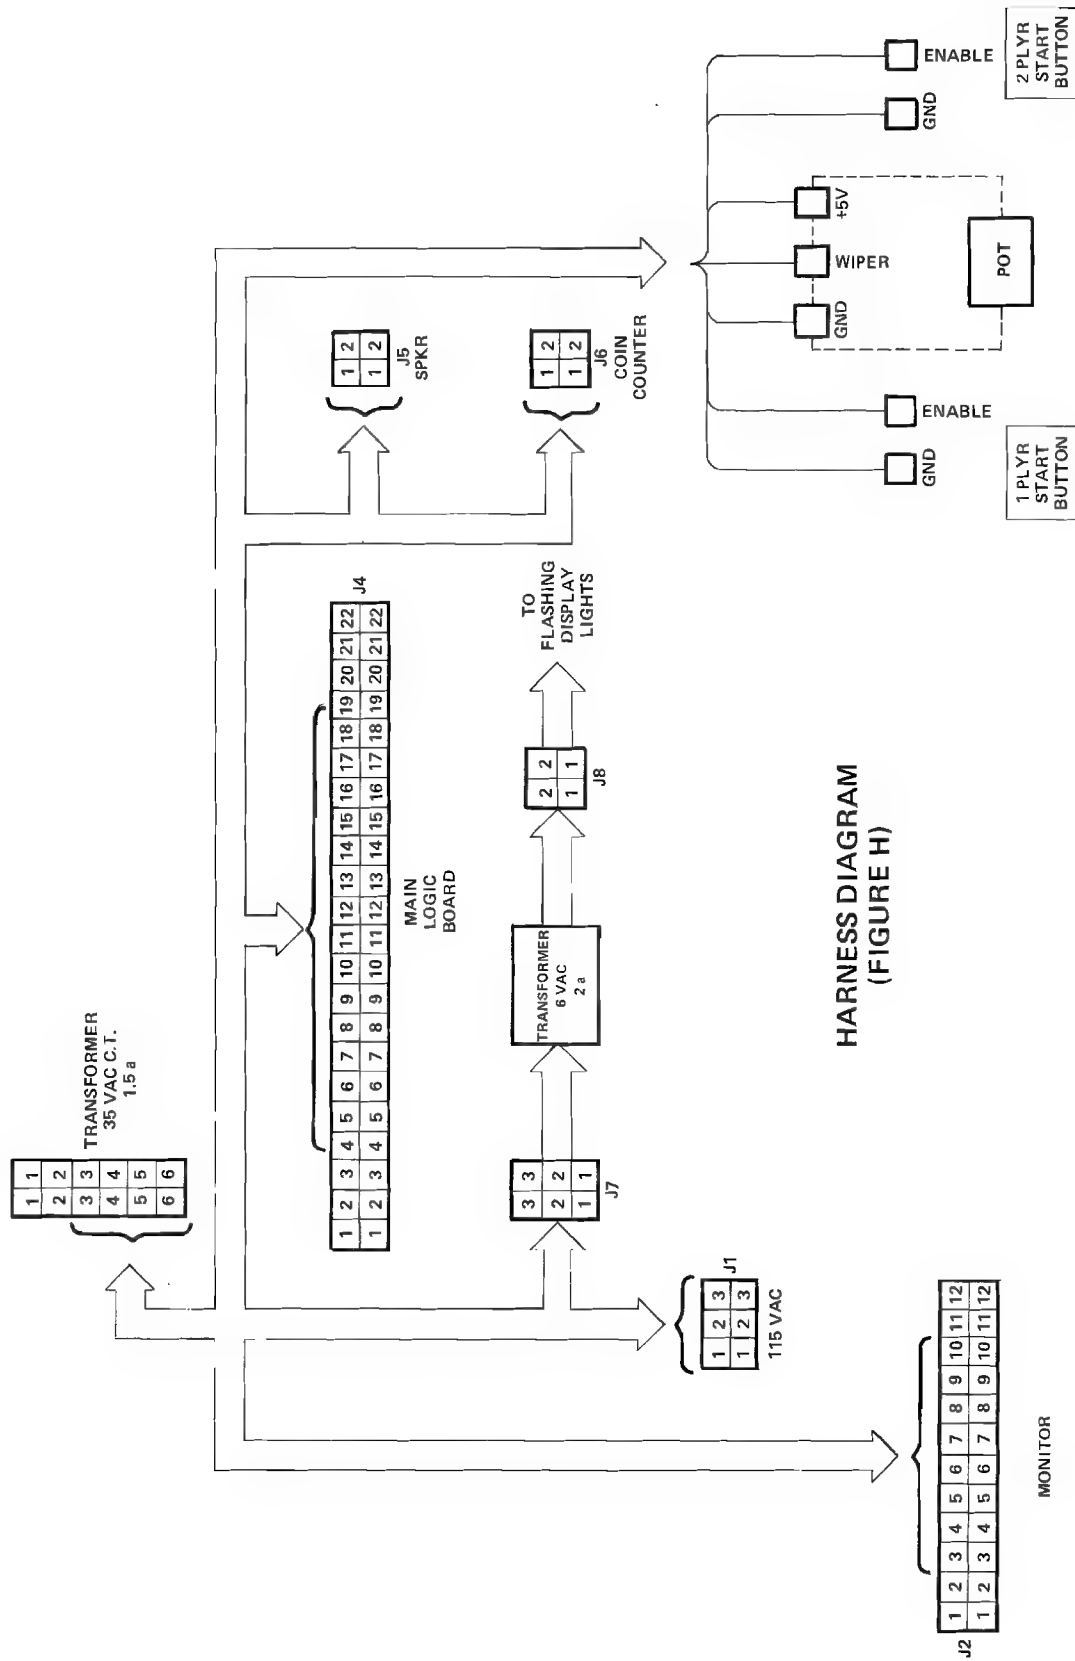 TRANSFORMER
35 VAC C.T.
1.5 a
1 1
2 2
3 3
4 4
5 5
6 6
J4
1 2 3 4 5 6 7 8 9 10 11 12 13 14 15 16 17 18 19 20 21 22
1 2 3 4 5 6 7 8 9 10 11 12 13 14 15 16 17 18 19 20 21 22
MAIN
LOGIC
BOARD
1 2
1 2
J5
SPKR
1 2
1 2
J6
COIN
COUNTER
3 3
2 2
1 1
J7
TRANSFORMER
6 VAC
2 a
2 2
1 1
J8
TO
FLASHING
DISPLAY
LIGHTS
J1
1 2 3
1 2 3
115 VAC
J2
1 2 3 4 5 6 7 8 9 10 11 12
1 2 3 4 5 6 7 8 9 10 11 12
MONITOR
GND
ENABLE
1 PLYR
START
BUTTON
GND
WIPER
+5V
POT
GND
ENABLE
2 PLYR
START
BUTTON
HARNESS DIAGRAM
(FIGURE H)